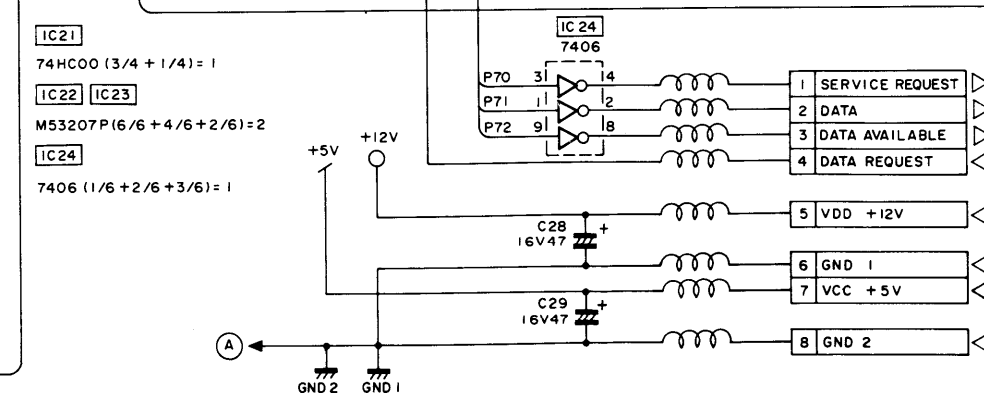 IC21
74HC00 (3/4 + 1/4) = 1
IC22 IC23
M53207P(6/6+4/6+2/6)=2
IC24
7406 (1/6+2/6+3/6)= 1
+5V
+12V
IC 24
7406
P70 3 4
P71 1 2
P72 9 8
1 SERVICE REQUEST
2 DATA
3 DATA AVAILABLE
4 DATA REQUEST
5 VDD +12V
C28 +
16V47
6 GND 1
7 VCC +5V
C29 +
16V47
8 GND 2
A
GND 2 GND 1